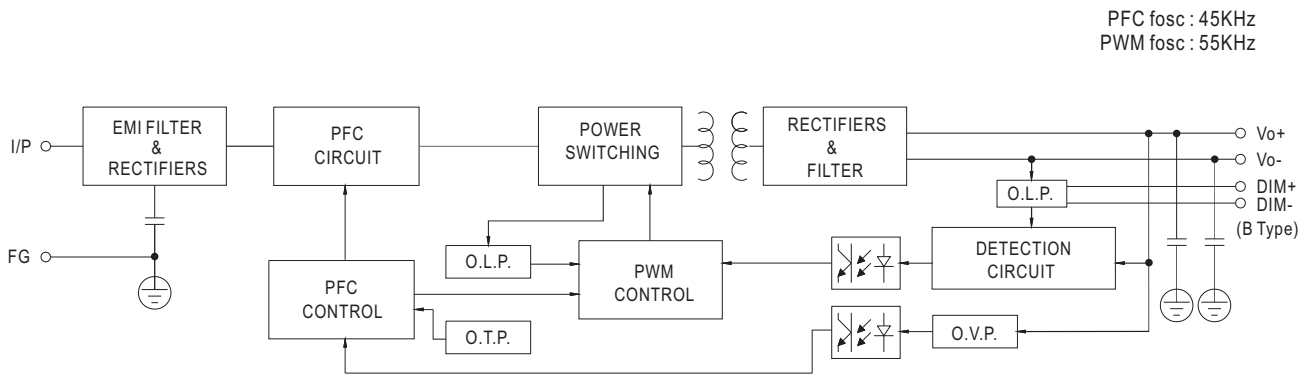 PFC fosc : 45KHz
PWM fosc : 55KHz
I/P
EMI FILTER
&
RECTIFIERS
PFC
CIRCUIT
POWER
SWITCHING
RECTIFIERS
&
FILTER
Vo+
Vo-
DIM+
DIM-
(B Type)
O.L.P.
FG
O.L.P.
PWM
CONTROL
DETECTION
CIRCUIT
PFC
CONTROL
O.T.P.
O.V.P.